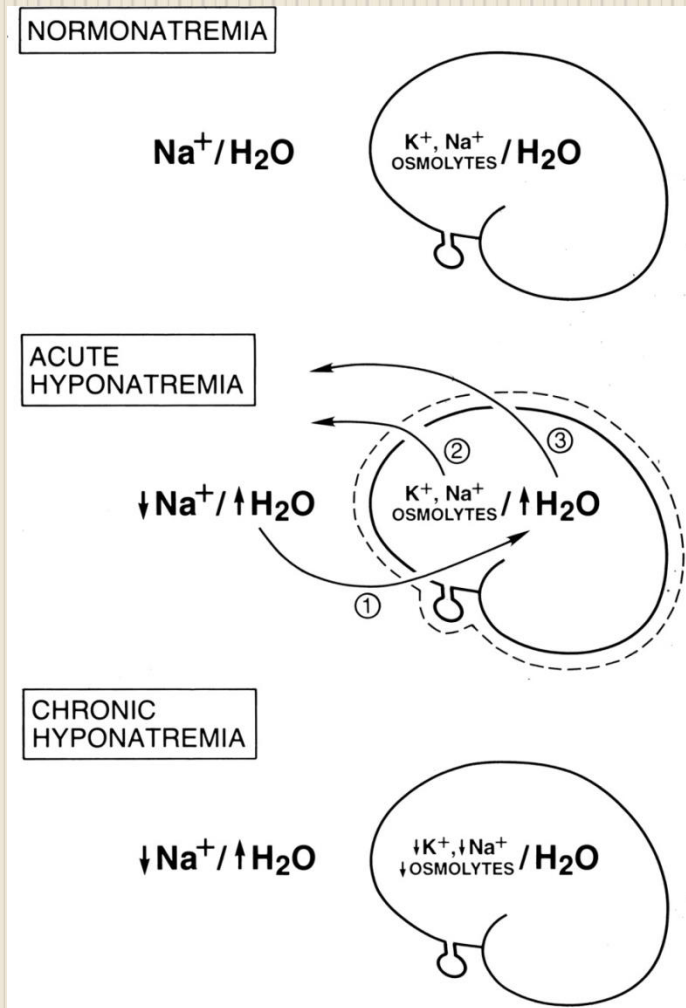 NORMONATREMIA
Na⁺/H₂O
K⁺, Na⁺
OSMOLYTES / H₂O
ACUTE
HYPONATREMIA
②
③
↓Na⁺/↑H₂O
K⁺, Na⁺
OSMOLYTES / ↑H₂O
①
CHRONIC
HYPONATREMIA
↓Na⁺/↑H₂O
↓K⁺,↓Na⁺
↓OSMOLYTES / H₂O